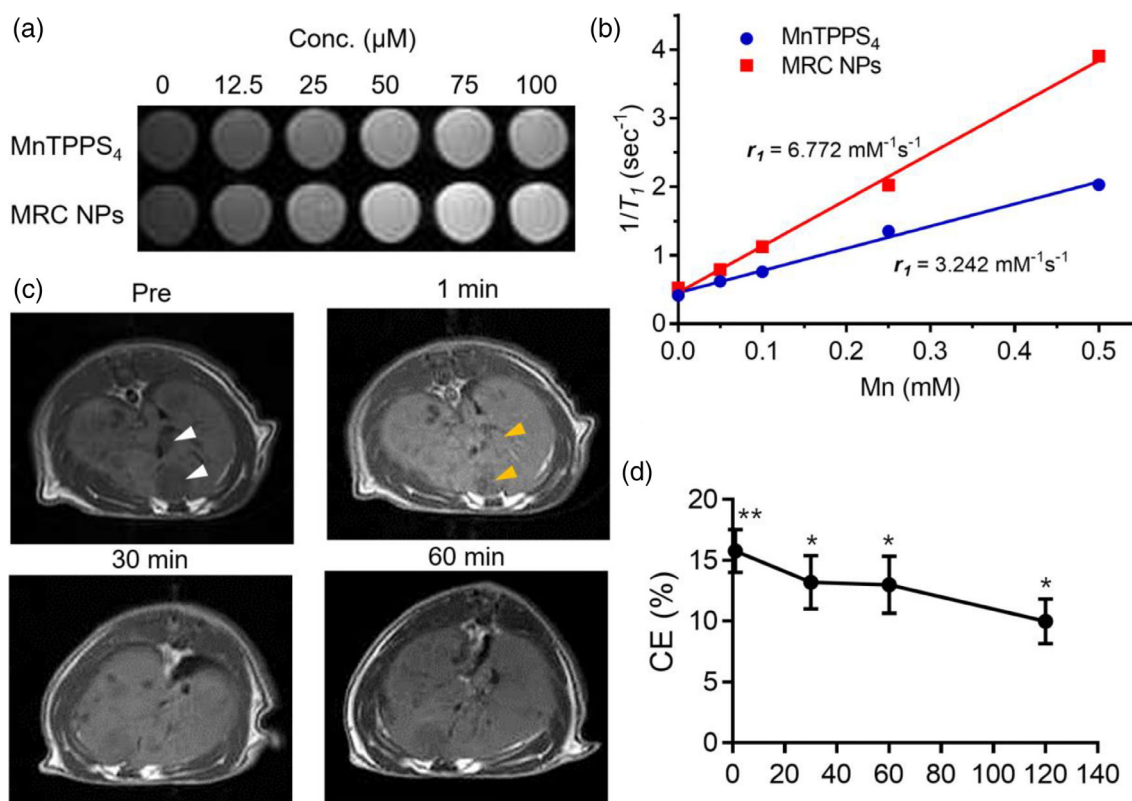 (a)
Conc. (µM)
0 12.5 25 50 75 100
MnTPPS₄
MRC NPs
(b)
MnTPPS₄
MRC NPs
4
3
2
1
0
1/T₁ (sec⁻¹)
r₁ = 6.772 mM⁻¹s⁻¹
r₁ = 3.242 mM⁻¹s⁻¹
0.0 0.1 0.2 0.3 0.4 0.5
Mn (mM)
(c)
Pre
1 min
30 min
60 min
(d)
20
15
10
5
0
CE (%)
**
*
*
*
0 20 40 60 80 100 120 140